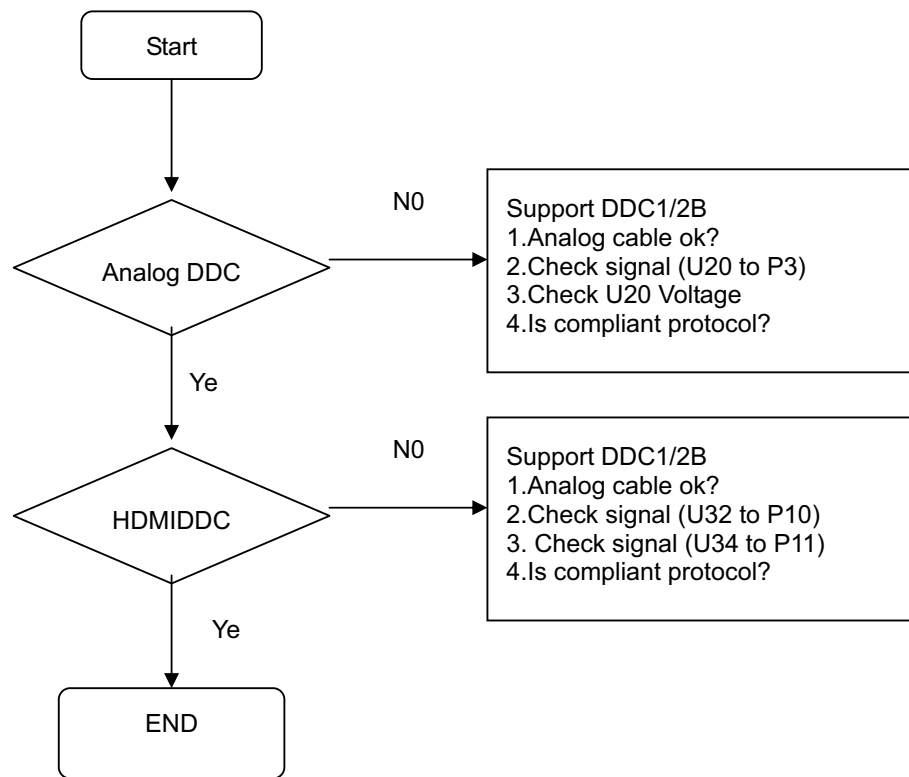 Start
N0
Analog DDC
Support DDC1/2B
1.Analog cable ok?
2.Check signal (U20 to P3)
3.Check U20 Voltage
4.Is compliant protocol?
Ye
N0
HDMIDDC
Support DDC1/2B
1.Analog cable ok?
2.Check signal (U32 to P10)
3. Check signal (U34 to P11)
4.Is compliant protocol?
Ye
END